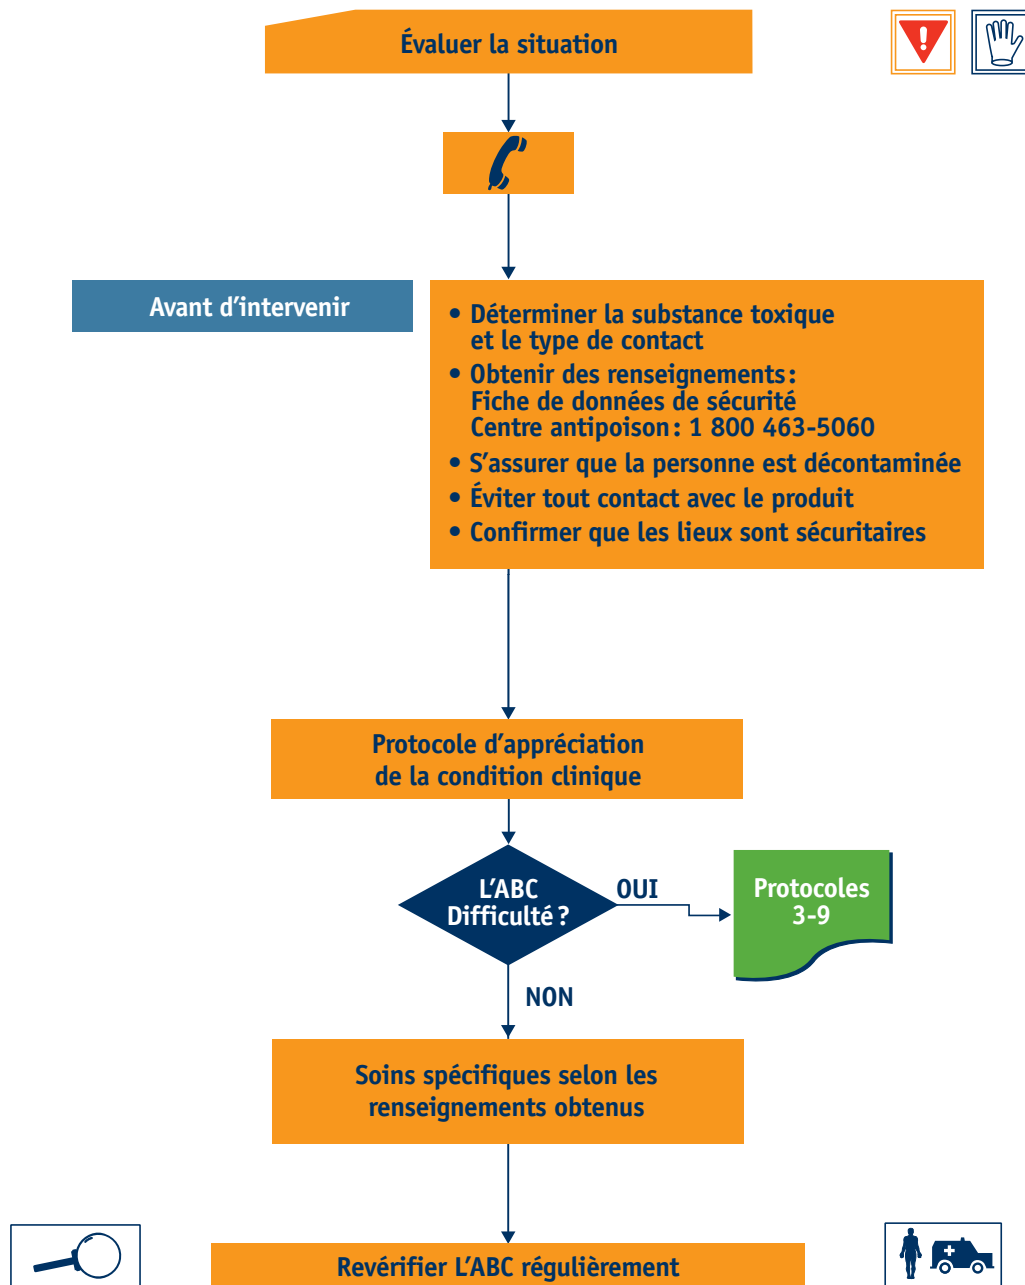 Évaluer la situation
Avant d'intervenir
• Déterminer la substance toxique
et le type de contact
• Obtenir des renseignements :
Fiche de données de sécurité
Centre antipoison : 1 800 463-5060
• S'assurer que la personne est décontaminée
• Éviter tout contact avec le produit
• Confirmer que les lieux sont sécuritaires
Protocole d'appréciation
de la condition clinique
L'ABC
Difficulté ?
OUI
Protocoles
3-9
NON
Soins spécifiques selon les
renseignements obtenus
Revérifier L'ABC régulièrement